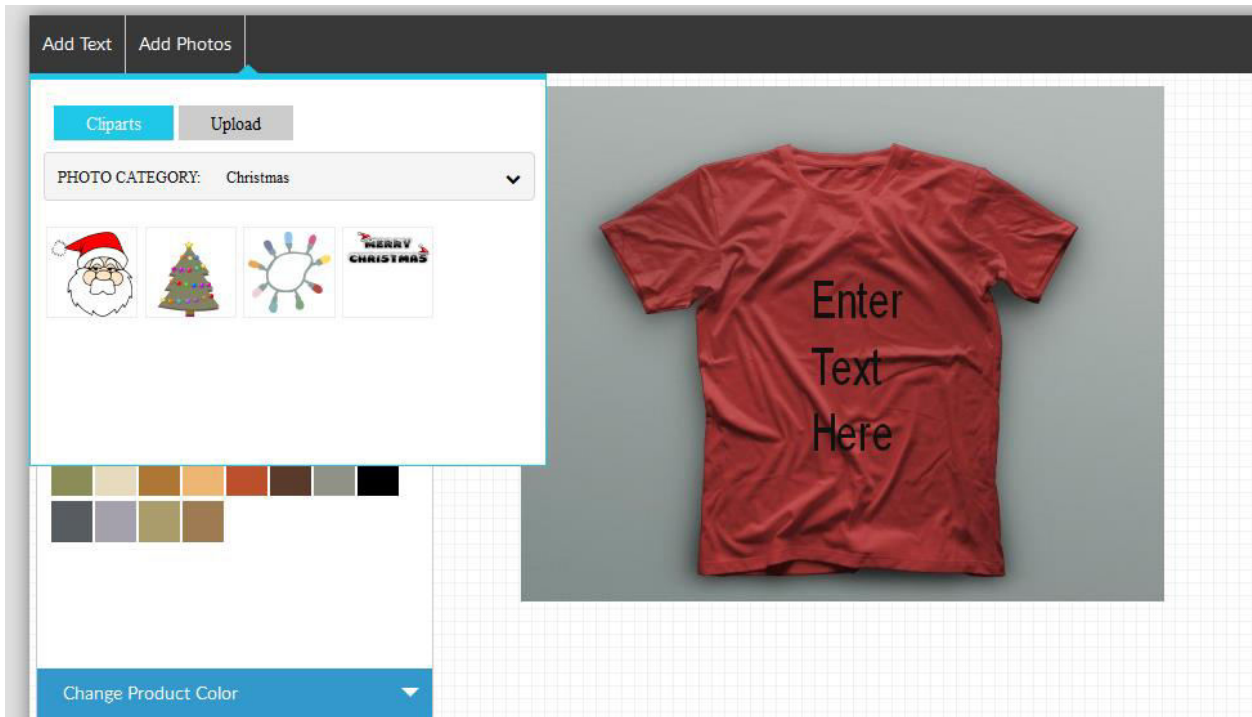 Add Text
Add Photos
Cliparts
Upload
PHOTO CATEGORY: Christmas
MERRY
CHRISTMAS
Enter
Text
Here
Change Product Color